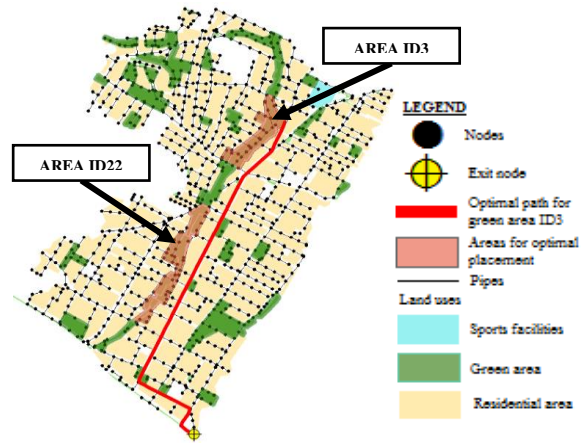 AREA ID3
AREA ID22
LEGEND
Nodes
Exit node
Optimal path for
green area ID3
Areas for optimal
placement
Pipes
Land uses
Sports facilities
Green area
Residential area